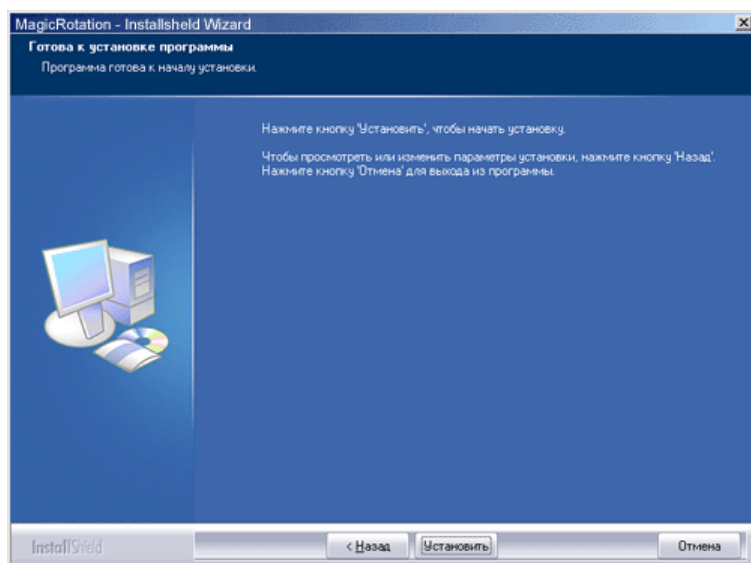 MagicRotation - Installshield Wizard
Готова к установке программы
Программа готова к началу установки.
Нажмите кнопку 'Установить', чтобы начать установку.
Чтобы просмотреть или изменить параметры установки, нажмите кнопку 'Назад'.
Нажмите кнопку 'Отмена' для выхода из программы.
InstallShield
< Назад
Установить
Отмена